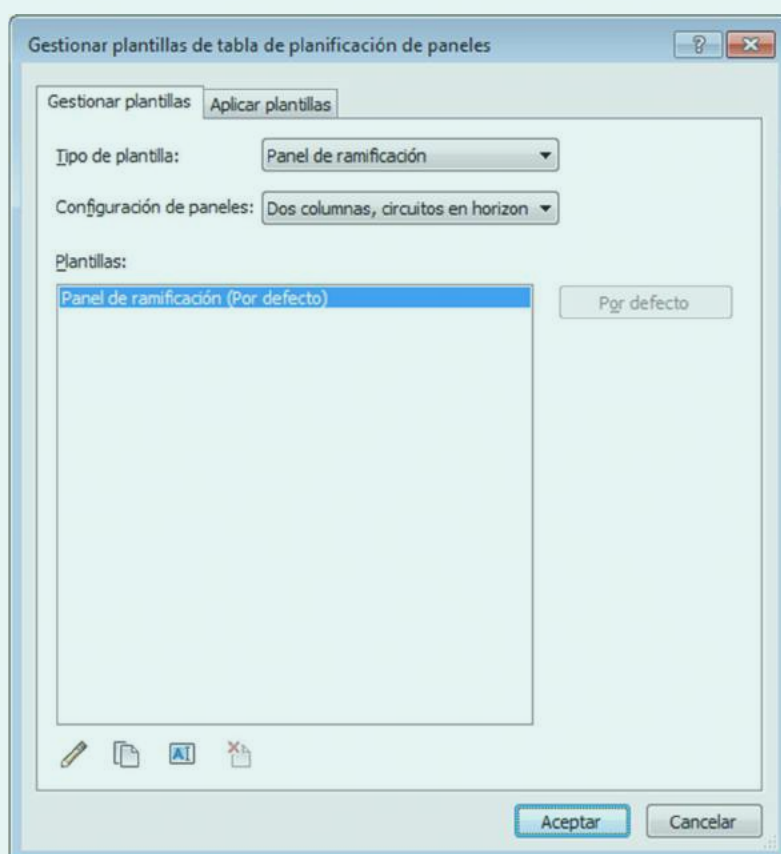 Gestionar plantillas de tabla de planificación de paneles
Gestionar plantillas
Aplicar plantillas
Tipo de plantilla:
Panel de ramificación
Configuración de paneles:
Dos columnas, circuitos en horizon
Plantillas:
Panel de ramificación (Por defecto)
Por defecto
AI
Aceptar
Cancelar